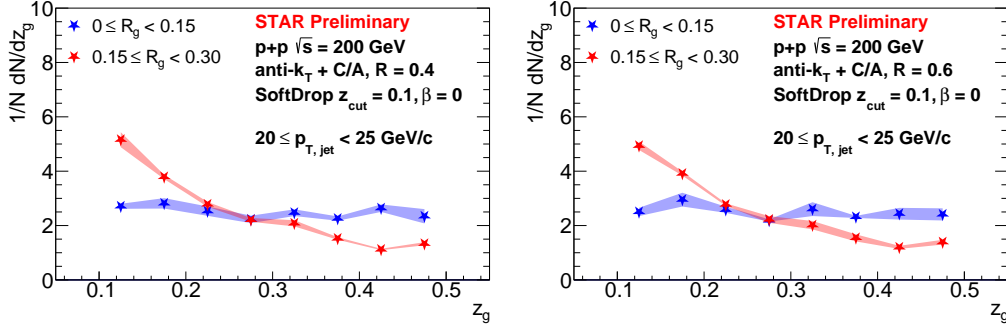 1/N dN/dz_g
10
8
6
4
2
0
0 ≤ R_g < 0.15
0.15 ≤ R_g < 0.30
STAR Preliminary
p+p √s = 200 GeV
anti-k_T + C/A, R = 0.4
SoftDrop z_cut = 0.1, β = 0
20 ≤ p_T, jet < 25 GeV/c
0.1 0.2 0.3 0.4 0.5
z_g
1/N dN/dz_g
10
8
6
4
2
0
0 ≤ R_g < 0.15
0.15 ≤ R_g < 0.30
STAR Preliminary
p+p √s = 200 GeV
anti-k_T + C/A, R = 0.6
SoftDrop z_cut = 0.1, β = 0
20 ≤ p_T, jet < 25 GeV/c
0.1 0.2 0.3 0.4 0.5
z_g